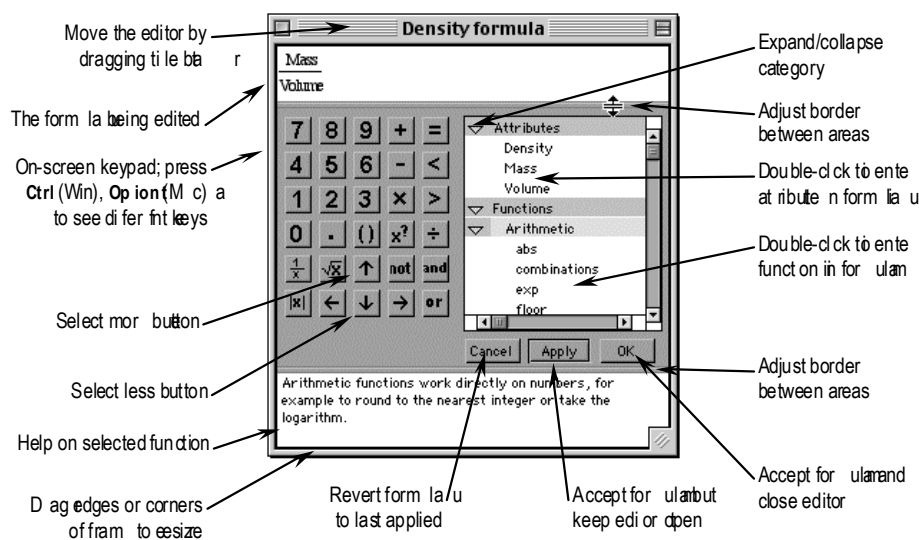 Density formula
Move the editor by
dragging ti le bta r
Mass
Volume
The form la u being edited
On-screen keypad; press
Ctrl (Win), Op iont (M c) a
to see di fer fnt keys
7 8 9 + =
4 5 6 - <
1 2 3 × >
0 . () x? ÷
1/x √x ↑ not and
|x| ← ↓ → or
Select mor button
Select less button
Help on selected function
D ag edges or corners
of fram to eesizre
Attributes
Density
Mass
Volume
Functions
Arithmetic
abs
combinations
exp
floor
Cancel Apply OK
Arithmetic functions work directly on numbers, for
example to round to the nearest integer or take the
logarithm.
Expand/collapse
category
Adjust border
between areas
Double-cl ck to i ente
at ribute n form la i u
Double-cl ck to i ente
funct on in i for ulam
Adjust border
between areas
Revert form la u
to last applied
Accept for ulam but
keep edi or open
Accept for ulam and
close editor